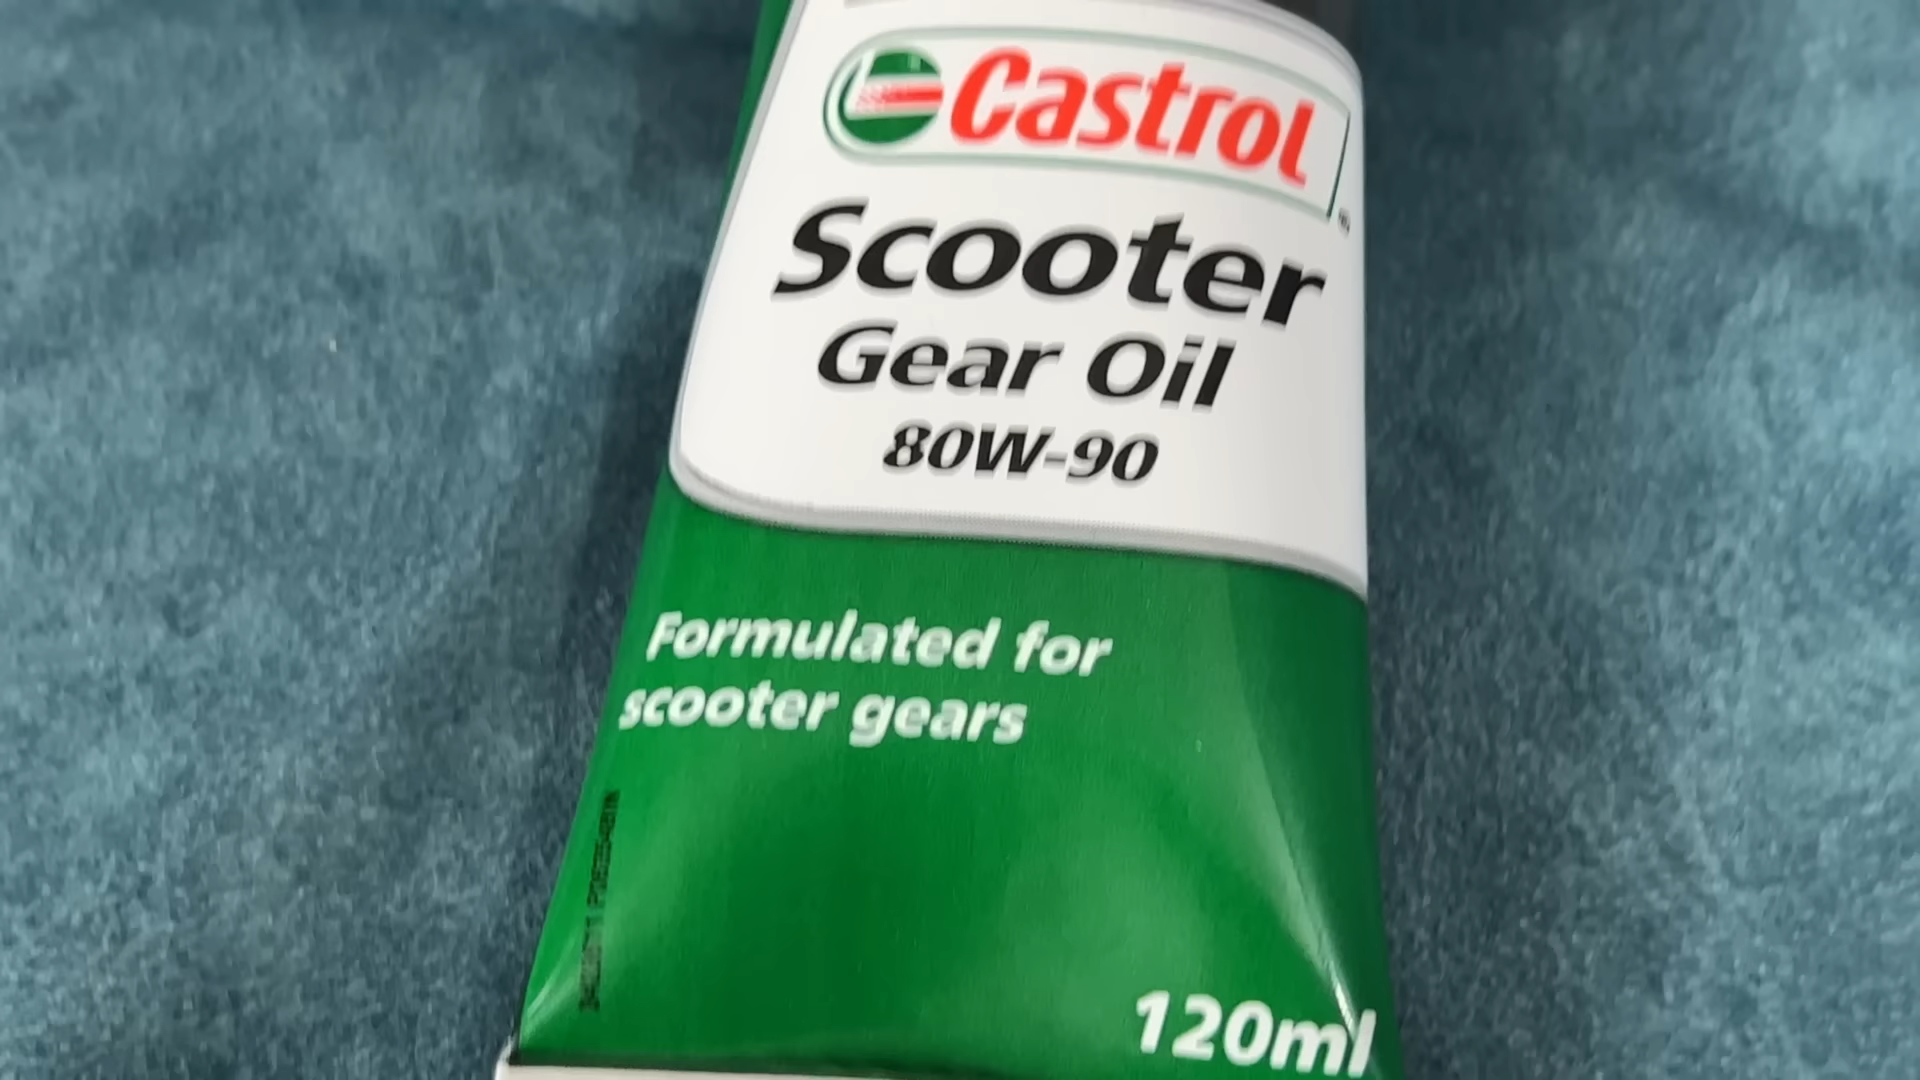 Castrol
Scooter
Gear Oil
80W-90
Formulated for
scooter gears
120ml